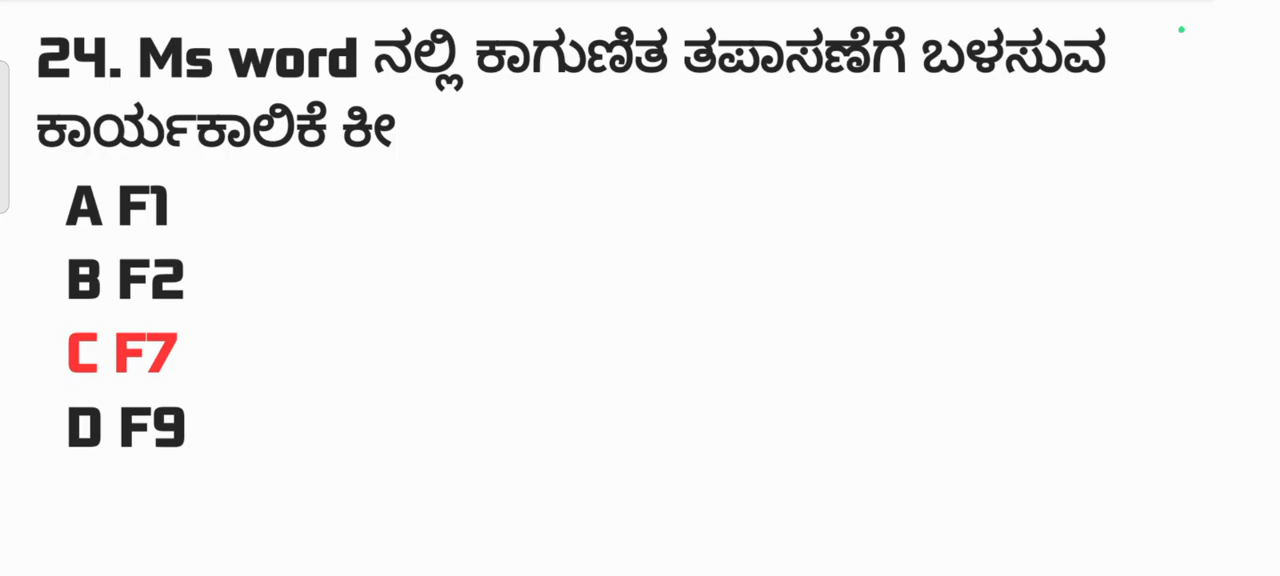 24. Ms word ನಲ್ಲಿ ಕಾಗುಣಿತ ತಪಾಸಣೆಗೆ ಬಳಸುವ
ಕಾರ್ಯಕಾಲಿಕೆ ಕೀ
A F1
B F2
C F7
D F9